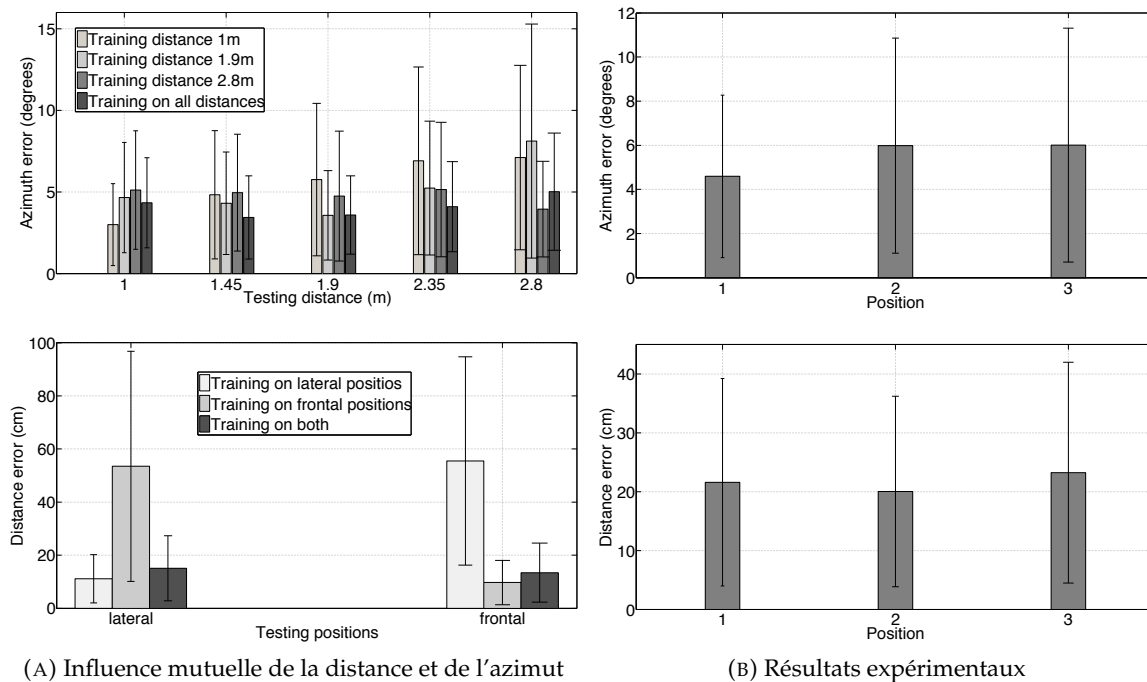 15
10
5
0
Azimuth error (degrees)
Training distance 1m
Training distance 1.9m
Training distance 2.8m
Training on all distances
1 1.45 1.9 2.35 2.8
Testing distance (m)
12
10
8
6
4
2
0
Azimuth error (degrees)
1 2 3
Position
100
80
60
40
20
0
Distance error (cm)
Training on lateral positios
Training on frontal positions
Training on both
lateral frontal
Testing positions
40
30
20
10
0
Distance error (cm)
1 2 3
Position
(A) Influence mutuelle de la distance et de l'azimut
(B) Résultats expérimentaux